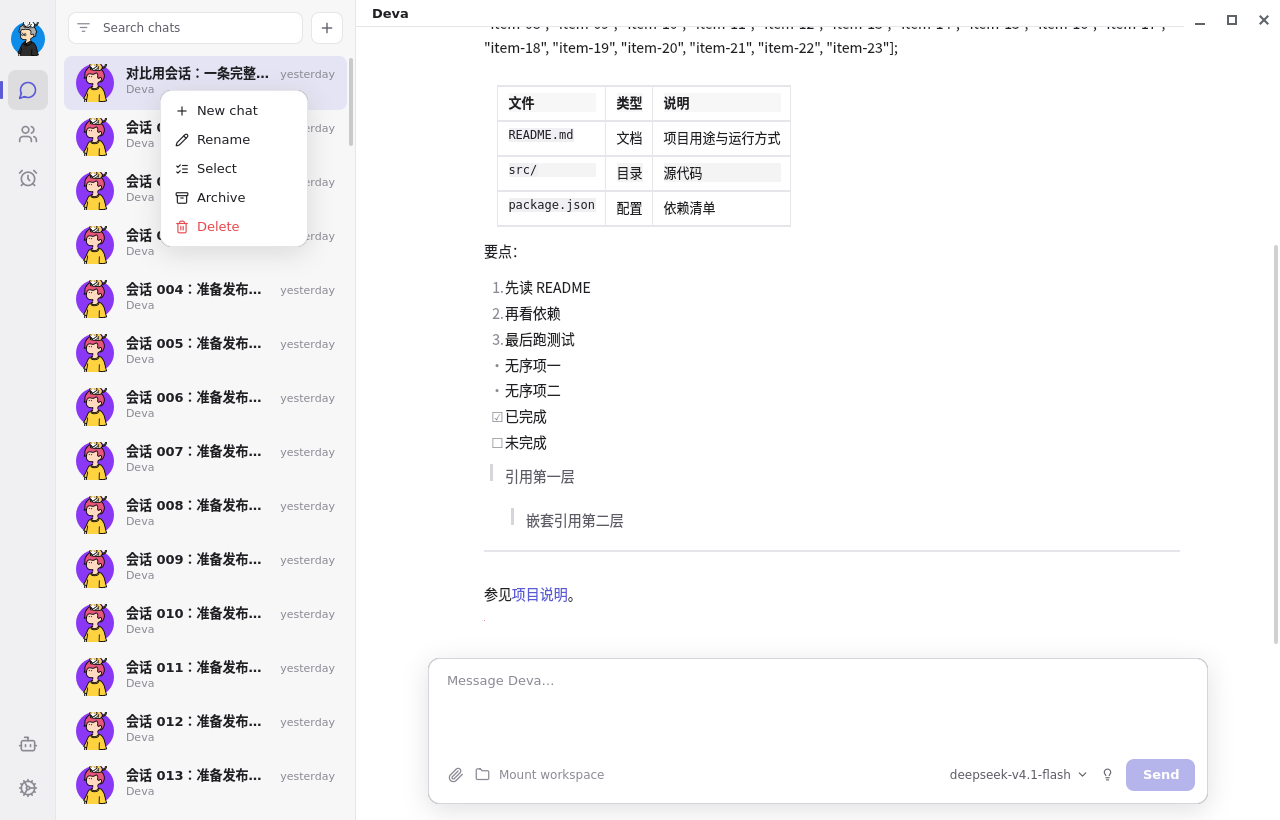 Search chats
对比用会话：一条完整... yesterday
Deva
New chat
Rename
Select
Archive
Delete
会话 004：准备发布... yesterday
Deva
会话 005：准备发布... yesterday
Deva
会话 006：准备发布... yesterday
Deva
会话 007：准备发布... yesterday
Deva
会话 008：准备发布... yesterday
Deva
会话 009：准备发布... yesterday
Deva
会话 010：准备发布... yesterday
Deva
会话 011：准备发布... yesterday
Deva
会话 012：准备发布... yesterday
Deva
会话 013：准备发布... yesterday
Deva
Deva
"item-18", "item-19", "item-20", "item-21", "item-22", "item-23"];
文件 类型 说明
README.md 文档 项目用途与运行方式
src/ 目录 源代码
package.json 配置 依赖清单
要点：
1. 先读 README
2. 再看依赖
3. 最后跑测试
• 无序项一
• 无序项二
☑ 已完成
☐ 未完成
引用第一层
嵌套引用第二层
参见项目说明。
Message Deva...
Mount workspace
deepseek-v4.1-flash
Send